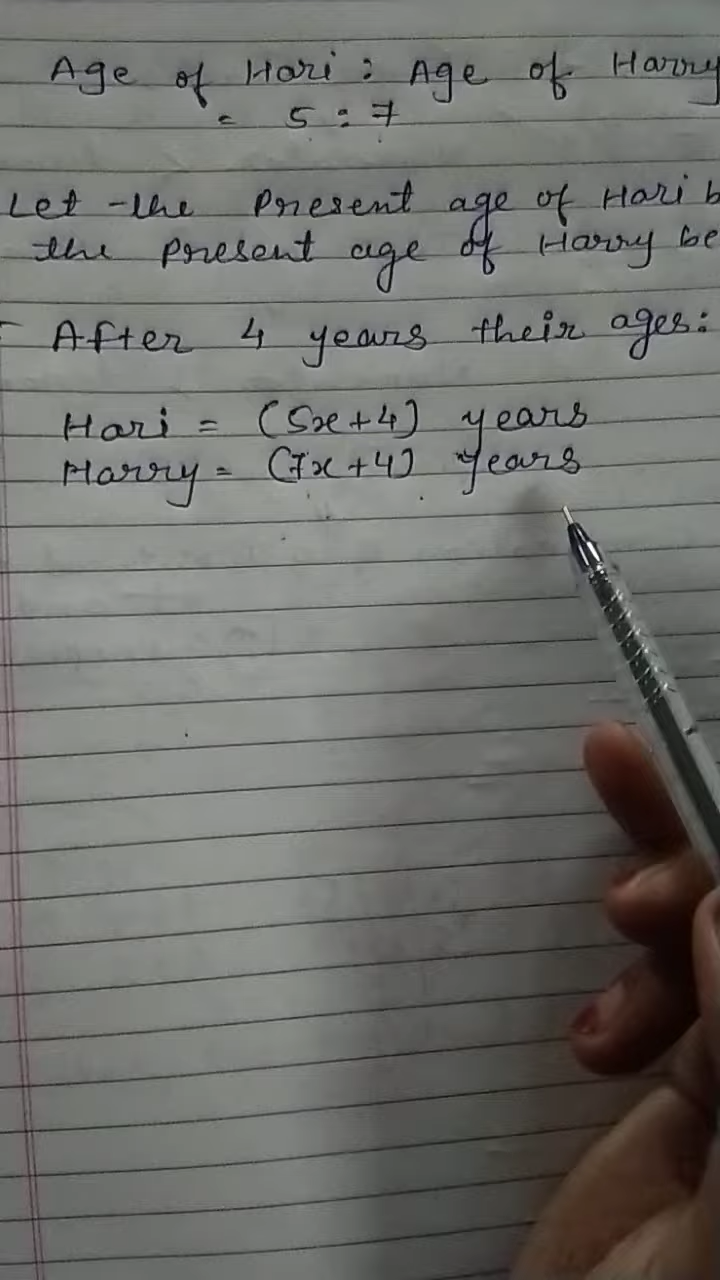 Age of Hari : Age of Harry
= 5 : 7
Let the present age of Hari b
the present age of Harry be
After 4 years their ages:
Hari = (5x+4) years
Harry = (7x+4) years